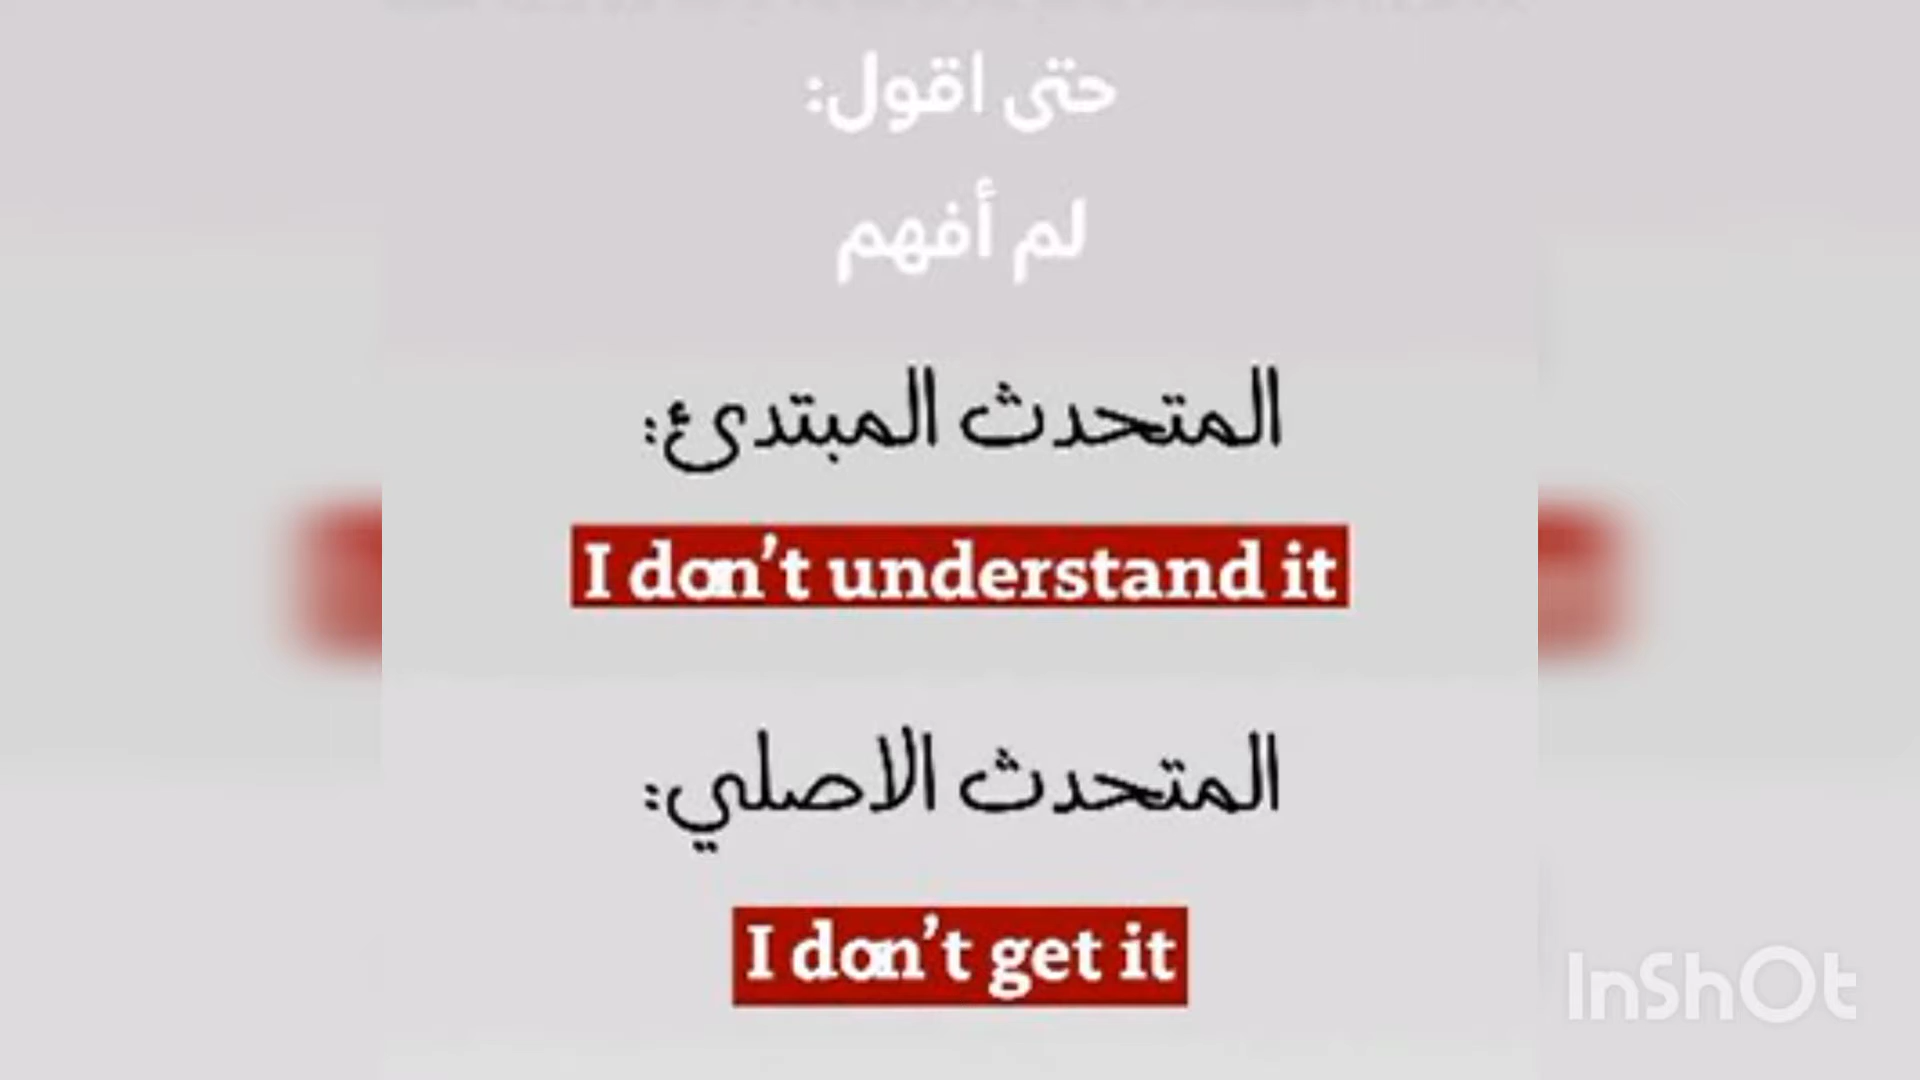 حتى اقول:
لم أفهم
المتحدث المبتدئ:
I don't understand it
المتحدث الاصلي:
I don't get it
InShOt